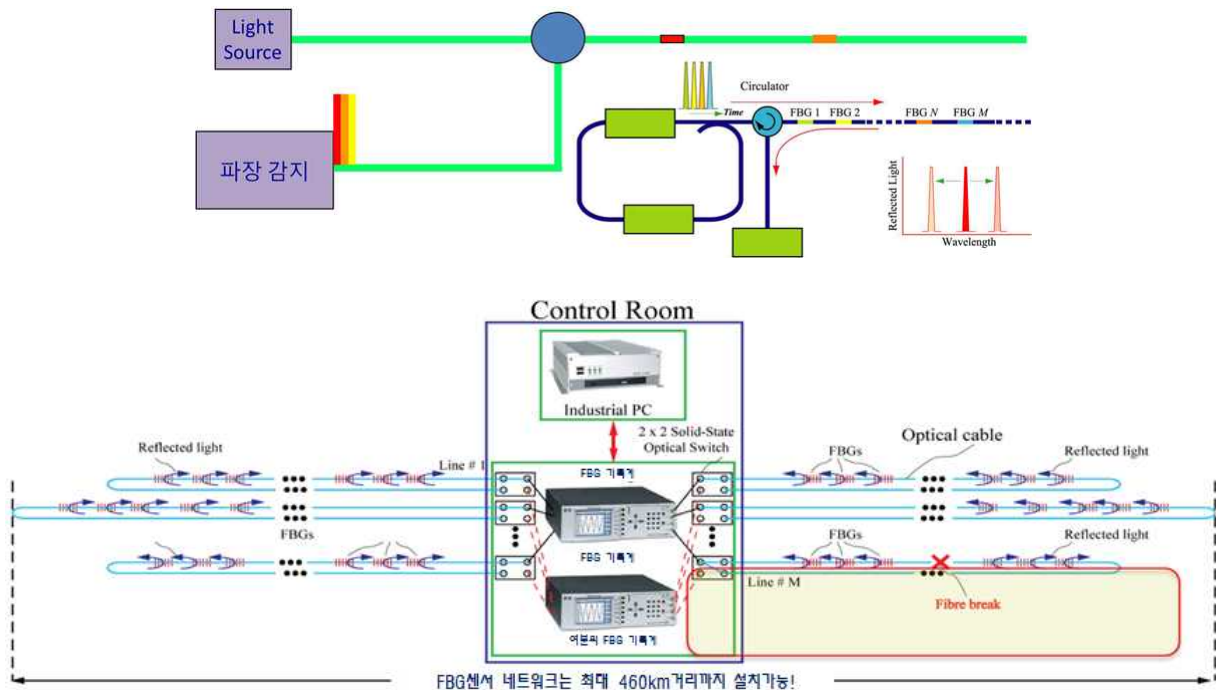 Light
Source
파장 감지
Time
Circulator
FBG 1
FBG 2
FBG N
FBG M
Reflected Light
Wavelength
Control Room
Industrial PC
2 x 2 Solid-State
Optical Switch
Reflected light
Line # 1
FBG 기록계
FBGs
Optical cable
Reflected light
FBGs
FBG 기록계
FBGs
Reflected light
Line # M
Fibre break
여분의 FBG 기록계
FBG센서 네트워크는 최대 460km거리까지 설치가능!